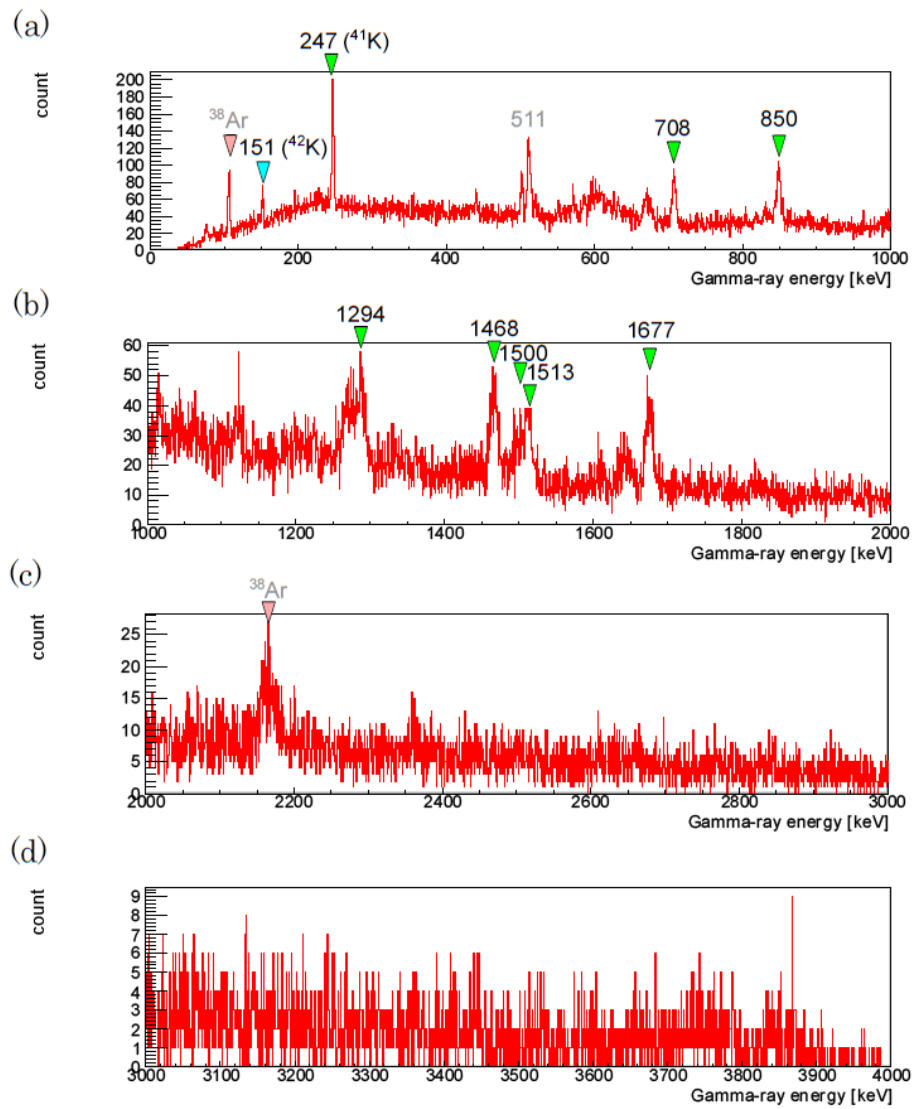 (a)
247 (⁴¹K)
³⁸Ar
151 (⁴²K)
511
708
850
count
200
180
160
140
120
100
80
60
40
20
0
0 200 400 600 800 1000
Gamma-ray energy [keV]
(b)
1294
1468
1500
1513
1677
count
60
50
40
30
20
10
0
1000 1200 1400 1600 1800 2000
Gamma-ray energy [keV]
(c)
³⁸Ar
count
25
20
15
10
5
0
2000 2200 2400 2600 2800 3000
Gamma-ray energy [keV]
(d)
count
9
8
7
6
5
4
3
2
1
0
3000 3100 3200 3300 3400 3500 3600 3700 3800 3900 4000
Gamma-ray energy [keV]